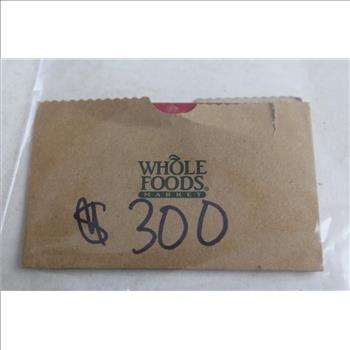 WHOLE
FOODS®
MARKET
$ 300